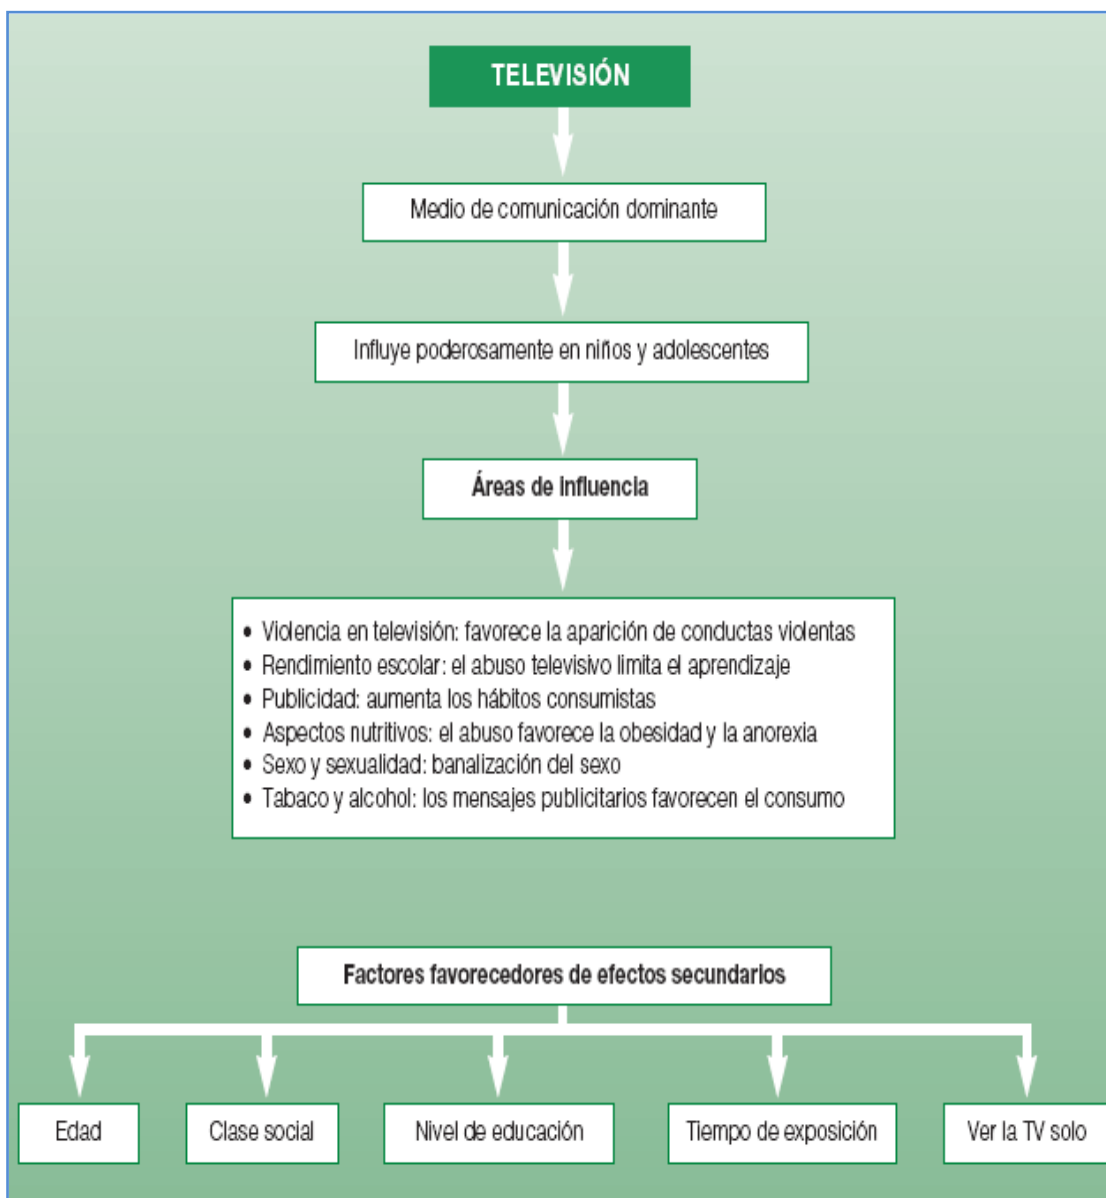 TELEVISIÓN
Medio de comunicación dominante
Influye poderosamente en niños y adolescentes
Áreas de influencia
• Violencia en televisión: favorece la aparición de conductas violentas
• Rendimiento escolar: el abuso televisivo limita el aprendizaje
• Publicidad: aumenta los hábitos consumistas
• Aspectos nutritivos: el abuso favorece la obesidad y la anorexia
• Sexo y sexualidad: banalización del sexo
• Tabaco y alcohol: los mensajes publicitarios favorecen el consumo
Factores favorecedores de efectos secundarios
Edad
Clase social
Nivel de educación
Tiempo de exposición
Ver la TV solo